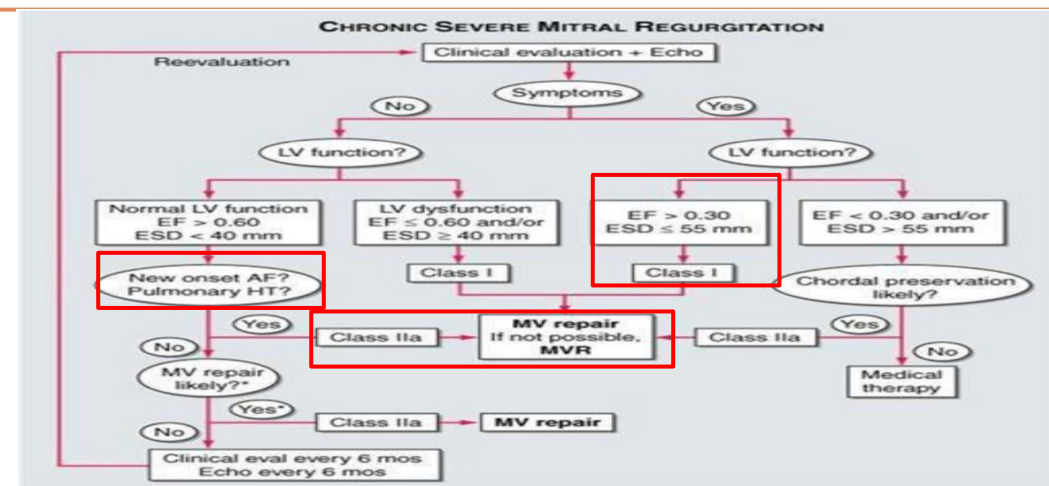 CHRONIC SEVERE MITRAL REGURGITATION
Reevaluation
Clinical evaluation + Echo
Symptoms
No
Yes
LV function?
LV function?
Normal LV function
EF > 0.60
ESD < 40 mm
LV dysfunction
EF ≤ 0.60 and/or
ESD ≥ 40 mm
EF > 0.30
ESD ≤ 55 mm
EF < 0.30 and/or
ESD > 55 mm
New onset AF?
Pulmonary HT?
Class I
Class I
Chordal preservation
likely?
Yes
Class IIa
MV repair
If not possible,
MVR
Class IIa
Yes
No
No
MV repair
likely?*
Medical
therapy
Yes*
Class IIa
MV repair
No
Clinical eval every 6 mos
Echo every 6 mos